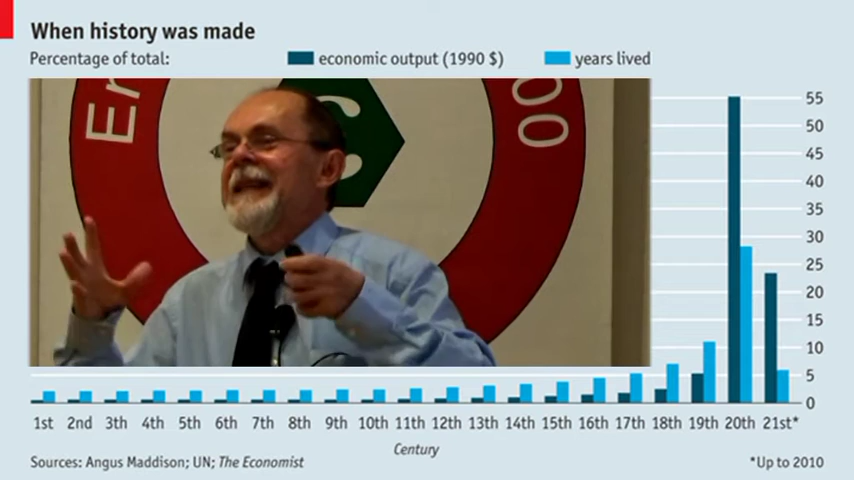 When history was made
Percentage of total:
economic output (1990 $)
years lived
55
50
45
40
35
30
25
20
15
10
5
0
1st 2nd 3rd 4th 5th 6th 7th 8th 9th 10th 11th 12th 13th 14th 15th 16th 17th 18th 19th 20th 21st*
Century
Sources: Angus Maddison; UN; The Economist
*Up to 2010